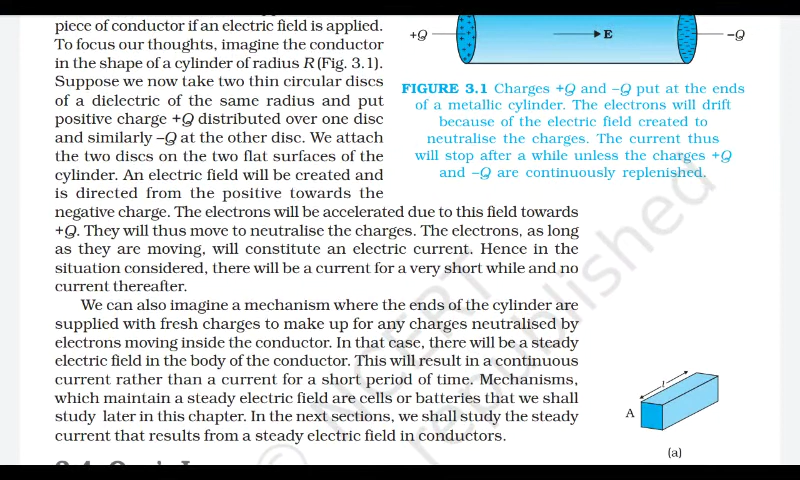 piece of conductor if an electric field is applied.
To focus our thoughts, imagine the conductor
in the shape of a cylinder of radius R (Fig. 3.1).
Suppose we now take two thin circular discs
of a dielectric of the same radius and put
positive charge +Q distributed over one disc
and similarly –Q at the other disc. We attach
the two discs on the two flat surfaces of the
cylinder. An electric field will be created and
is directed from the positive towards the
negative charge. The electrons will be accelerated due to this field towards
+Q. They will thus move to neutralise the charges. The electrons, as long
as they are moving, will constitute an electric current. Hence in the
situation considered, there will be a current for a very short while and no
current thereafter.
We can also imagine a mechanism where the ends of the cylinder are
supplied with fresh charges to make up for any charges neutralised by
electrons moving inside the conductor. In that case, there will be a steady
electric field in the body of the conductor. This will result in a continuous
current rather than a current for a short period of time. Mechanisms,
which maintain a steady electric field are cells or batteries that we shall
study later in this chapter. In the next sections, we shall study the steady
current that results from a steady electric field in conductors.
+Q
E
–Q
FIGURE 3.1 Charges +Q and –Q put at the ends
of a metallic cylinder. The electrons will drift
because of the electric field created to
neutralise the charges. The current thus
will stop after a while unless the charges +Q
and –Q are continuously replenished.
l
A
(a)
© NCERT
republished